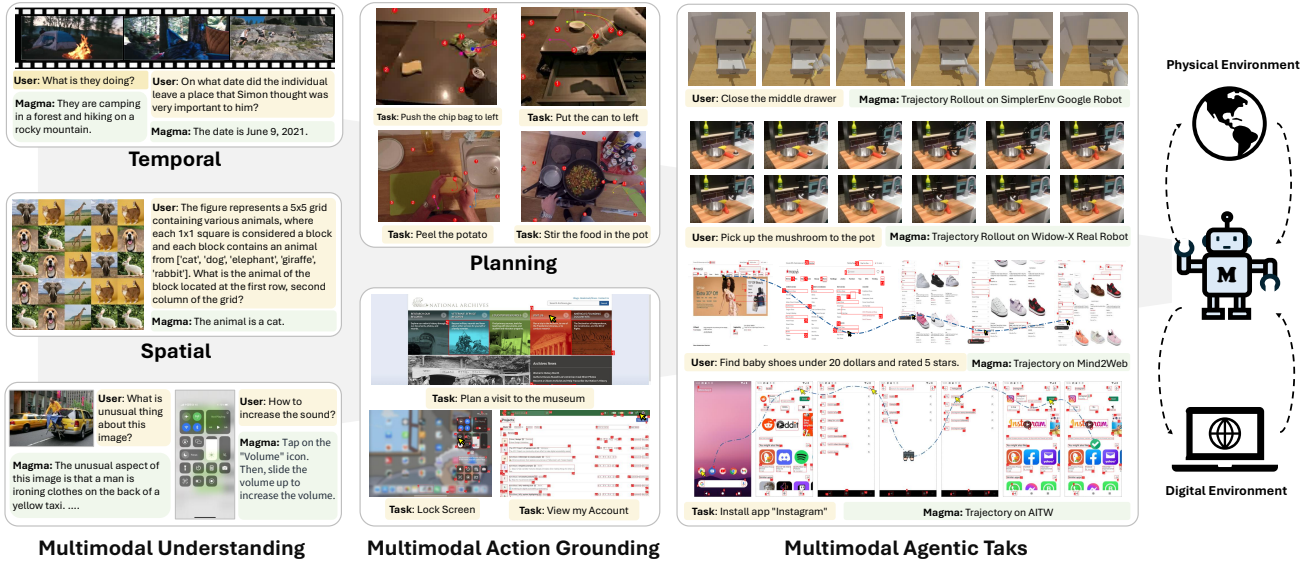 User: What is they doing?
Magma: They are camping
in a forest and hiking on a
rocky mountain.
User: On what date did the individual
leave a place that Simon thought was
very important to him?
Magma: The date is June 9, 2021.
Temporal
User: The figure represents a 5x5 grid
containing various animals, where
each 1x1 square is considered a block
and each block contains an animal
from ['cat', 'dog', 'elephant', 'giraffe',
'rabbit']. What is the animal of the
block located at the first row, second
column of the grid?
Magma: The animal is a cat.
Spatial
User: What is
unusual thing
about this
image?
Magma: The unusual aspect of
this image is that a man is
ironing clothes on the back of a
yellow taxi. ....
User: How to
increase the sound?
Magma: Tap on the
"Volume" icon.
Then, slide the
volume up to
increase the volume.
Multimodal Understanding
Task: Push the chip bag to left
Task: Put the can to left
Task: Peel the potato
Task: Stir the food in the pot
Planning
NATIONAL ARCHIVES
Task: Plan a visit to the museum
Task: Lock Screen
Task: View my Account
Multimodal Action Grounding
User: Close the middle drawer
Magma: Trajectory Rollout on SimplerEnv Google Robot
User: Pick up the mushroom to the pot
Magma: Trajectory Rollout on Widow-X Real Robot
User: Find baby shoes under 20 dollars and rated 5 stars.
Magma: Trajectory on Mind2Web
reddit
Instagram
Instagram
Task: Install app "Instagram"
Magma: Trajectory on AITW
Multimodal Agentic Taks
Physical Environment
M
Digital Environment